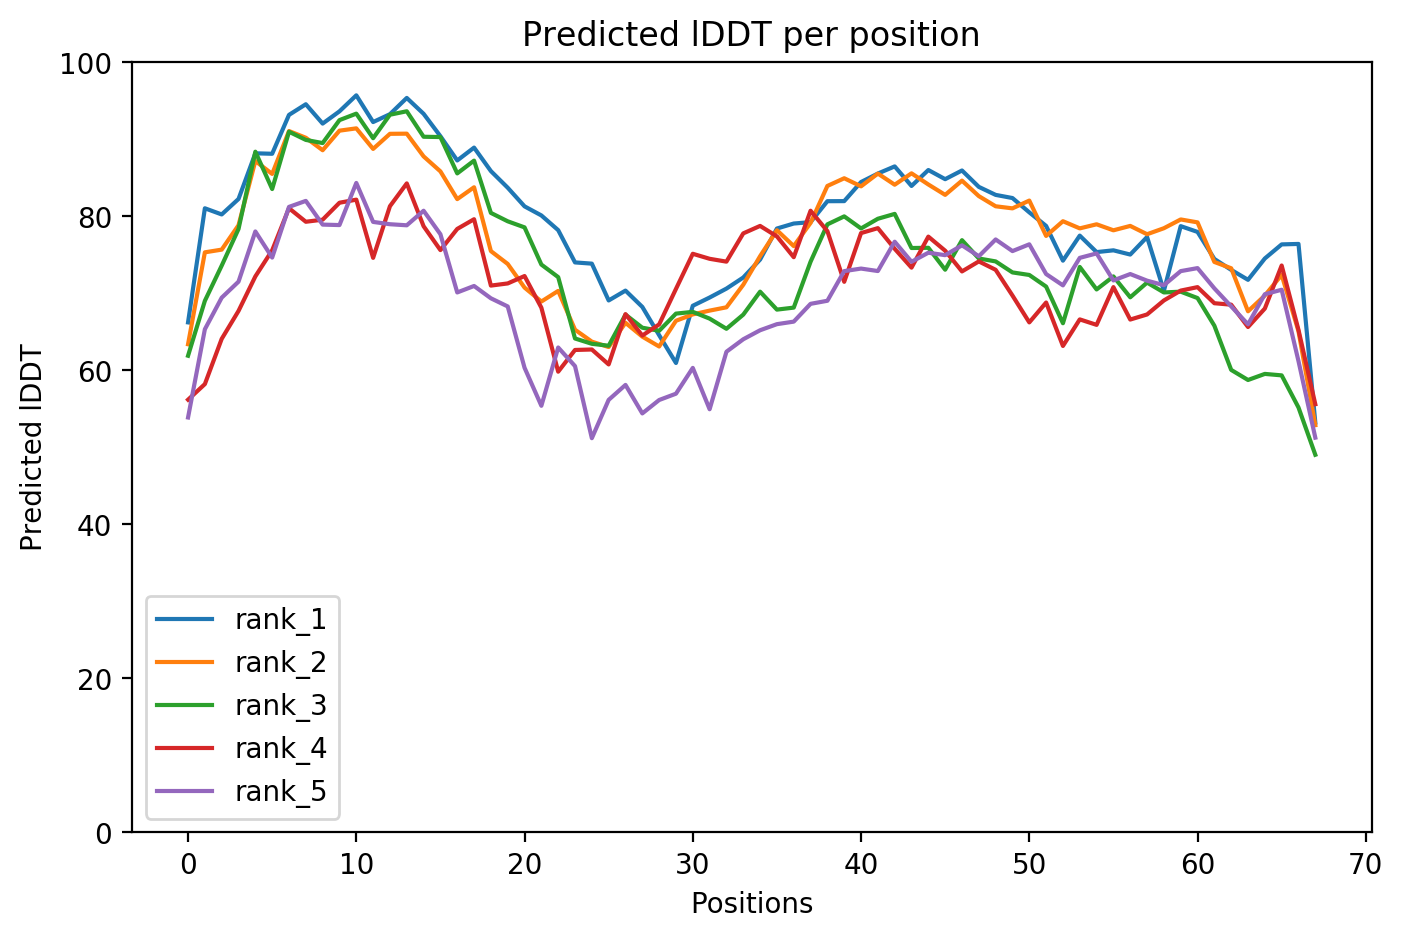 Predicted lDDT per position
100
80
60
40
20
0
Predicted lDDT
rank_1
rank_2
rank_3
rank_4
rank_5
0 10 20 30 40 50 60 70
Positions